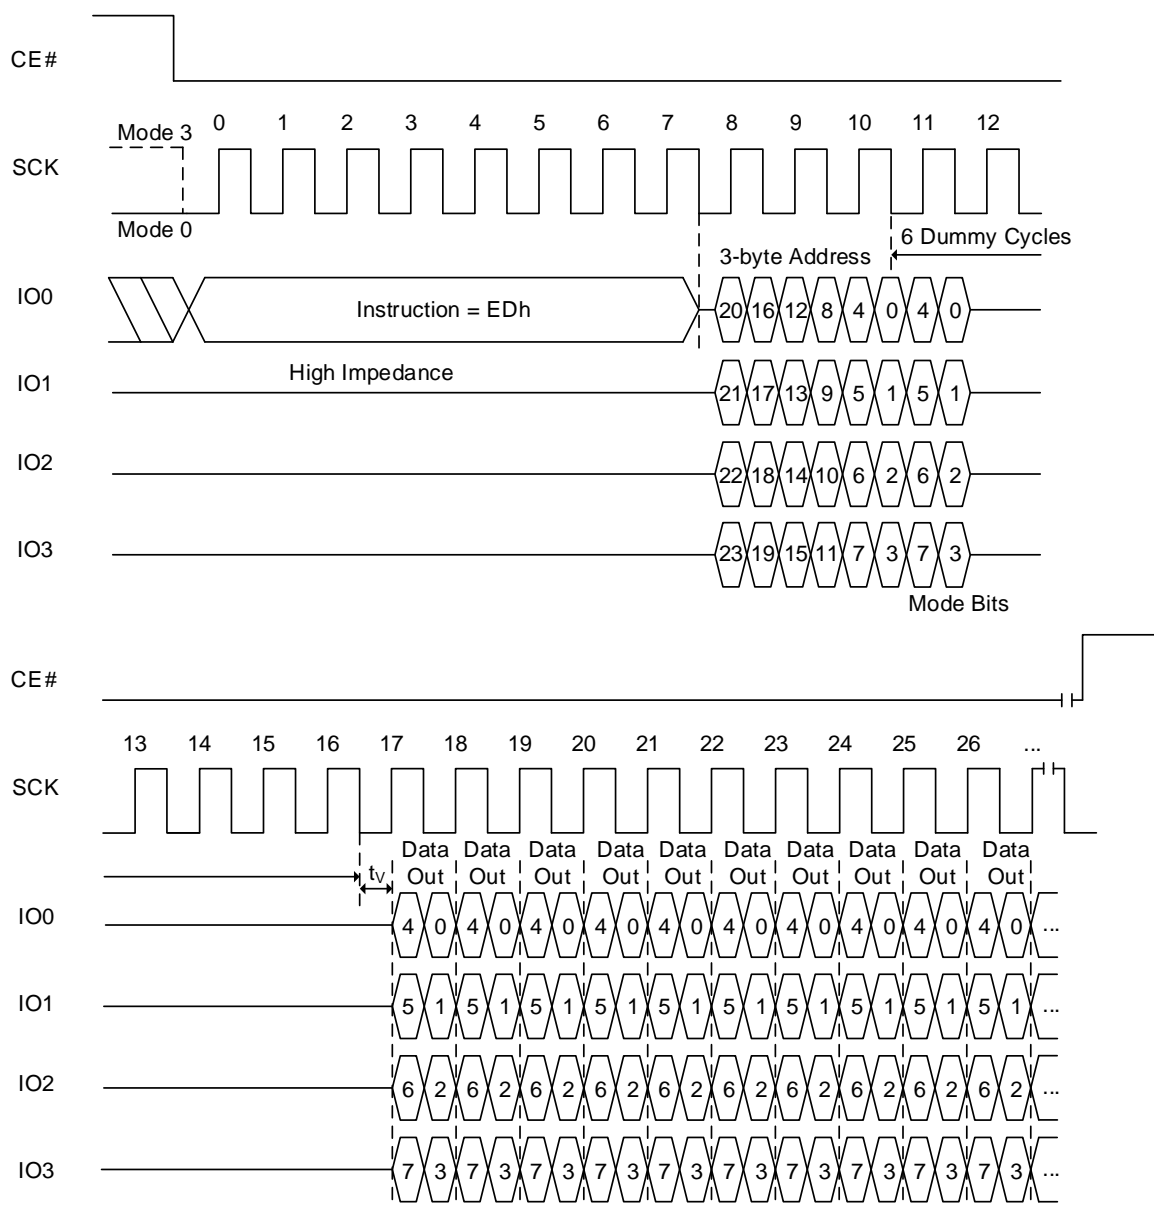 CE#
0 1 2 3 4 5 6 7 8 9 10 11 12
Mode 3
SCK
Mode 0
6 Dummy Cycles
3-byte Address
IO0 Instruction = EDh 20 16 12 8 4 0 4 0
High Impedance
IO1 21 17 13 9 5 1 5 1
IO2 22 18 14 10 6 2 6 2
IO3 23 19 15 11 7 3 7 3
Mode Bits
CE#
13 14 15 16 17 18 19 20 21 22 23 24 25 26 ...
SCK
Data Data Data Data Data Data Data Data Data Data
tV Out Out Out Out Out Out Out Out Out Out
IO0 4 0 4 0 4 0 4 0 4 0 4 0 4 0 4 0 4 0 4 0 ...
IO1 5 1 5 1 5 1 5 1 5 1 5 1 5 1 5 1 5 1 5 1 ...
IO2 6 2 6 2 6 2 6 2 6 2 6 2 6 2 6 2 6 2 6 2 ...
IO3 7 3 7 3 7 3 7 3 7 3 7 3 7 3 7 3 7 3 7 3 ...